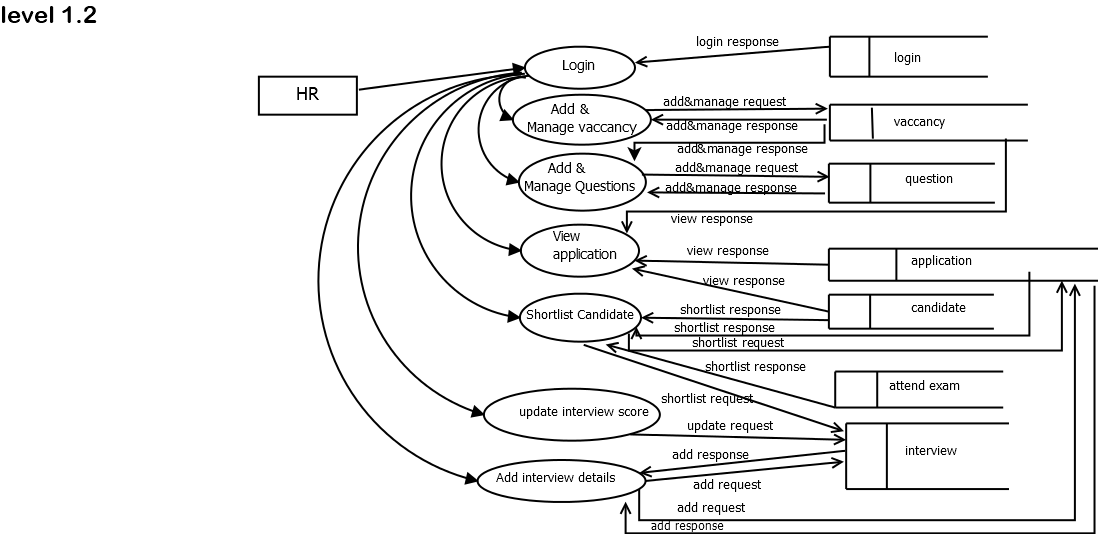 level 1.2
login response
login
Login
HR
add&manage request
Add &
Manage vaccancy
vaccancy
add&manage response
add&manage response
Add &
Manage Questions
add&manage request
question
add&manage response
view response
View
application
view response
application
view response
candidate
shortlist response
Shortlist Candidate
shortlist response
shortlist request
shortlist response
attend exam
shortlist request
update interview score
update request
interview
add response
Add interview details
add request
add request
add response